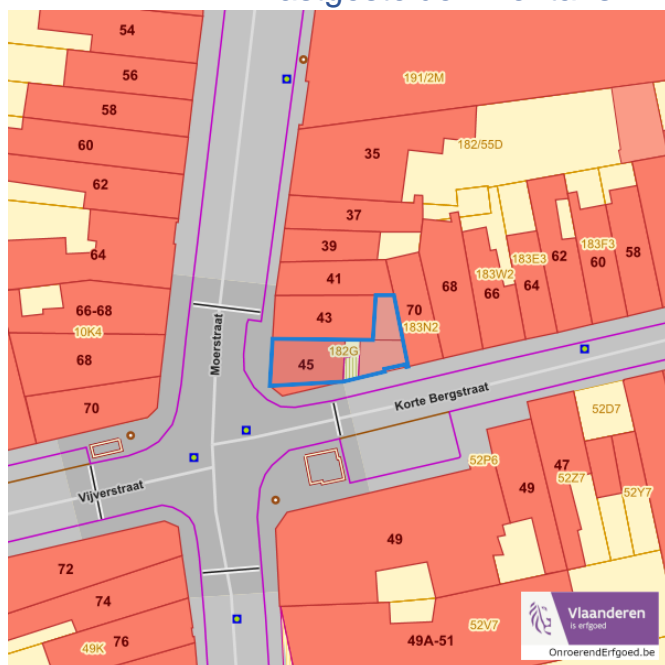 54
56
58
60
62
64
66-68
10K4
68
70
191/2M
35
182/55D
37
39
41
43
45
182G
70
183N2
68
66
183W2
183E3
64
62
183F3
60
58
Moerstraat
Korte Bergstraat
Vijverstraat
52P6
52D7
47
52Z7
49
52Y7
49
72
74
76
49K
49A-51
52V7
Vlaanderen
is erfgoed
OnroerendErfgoed.be